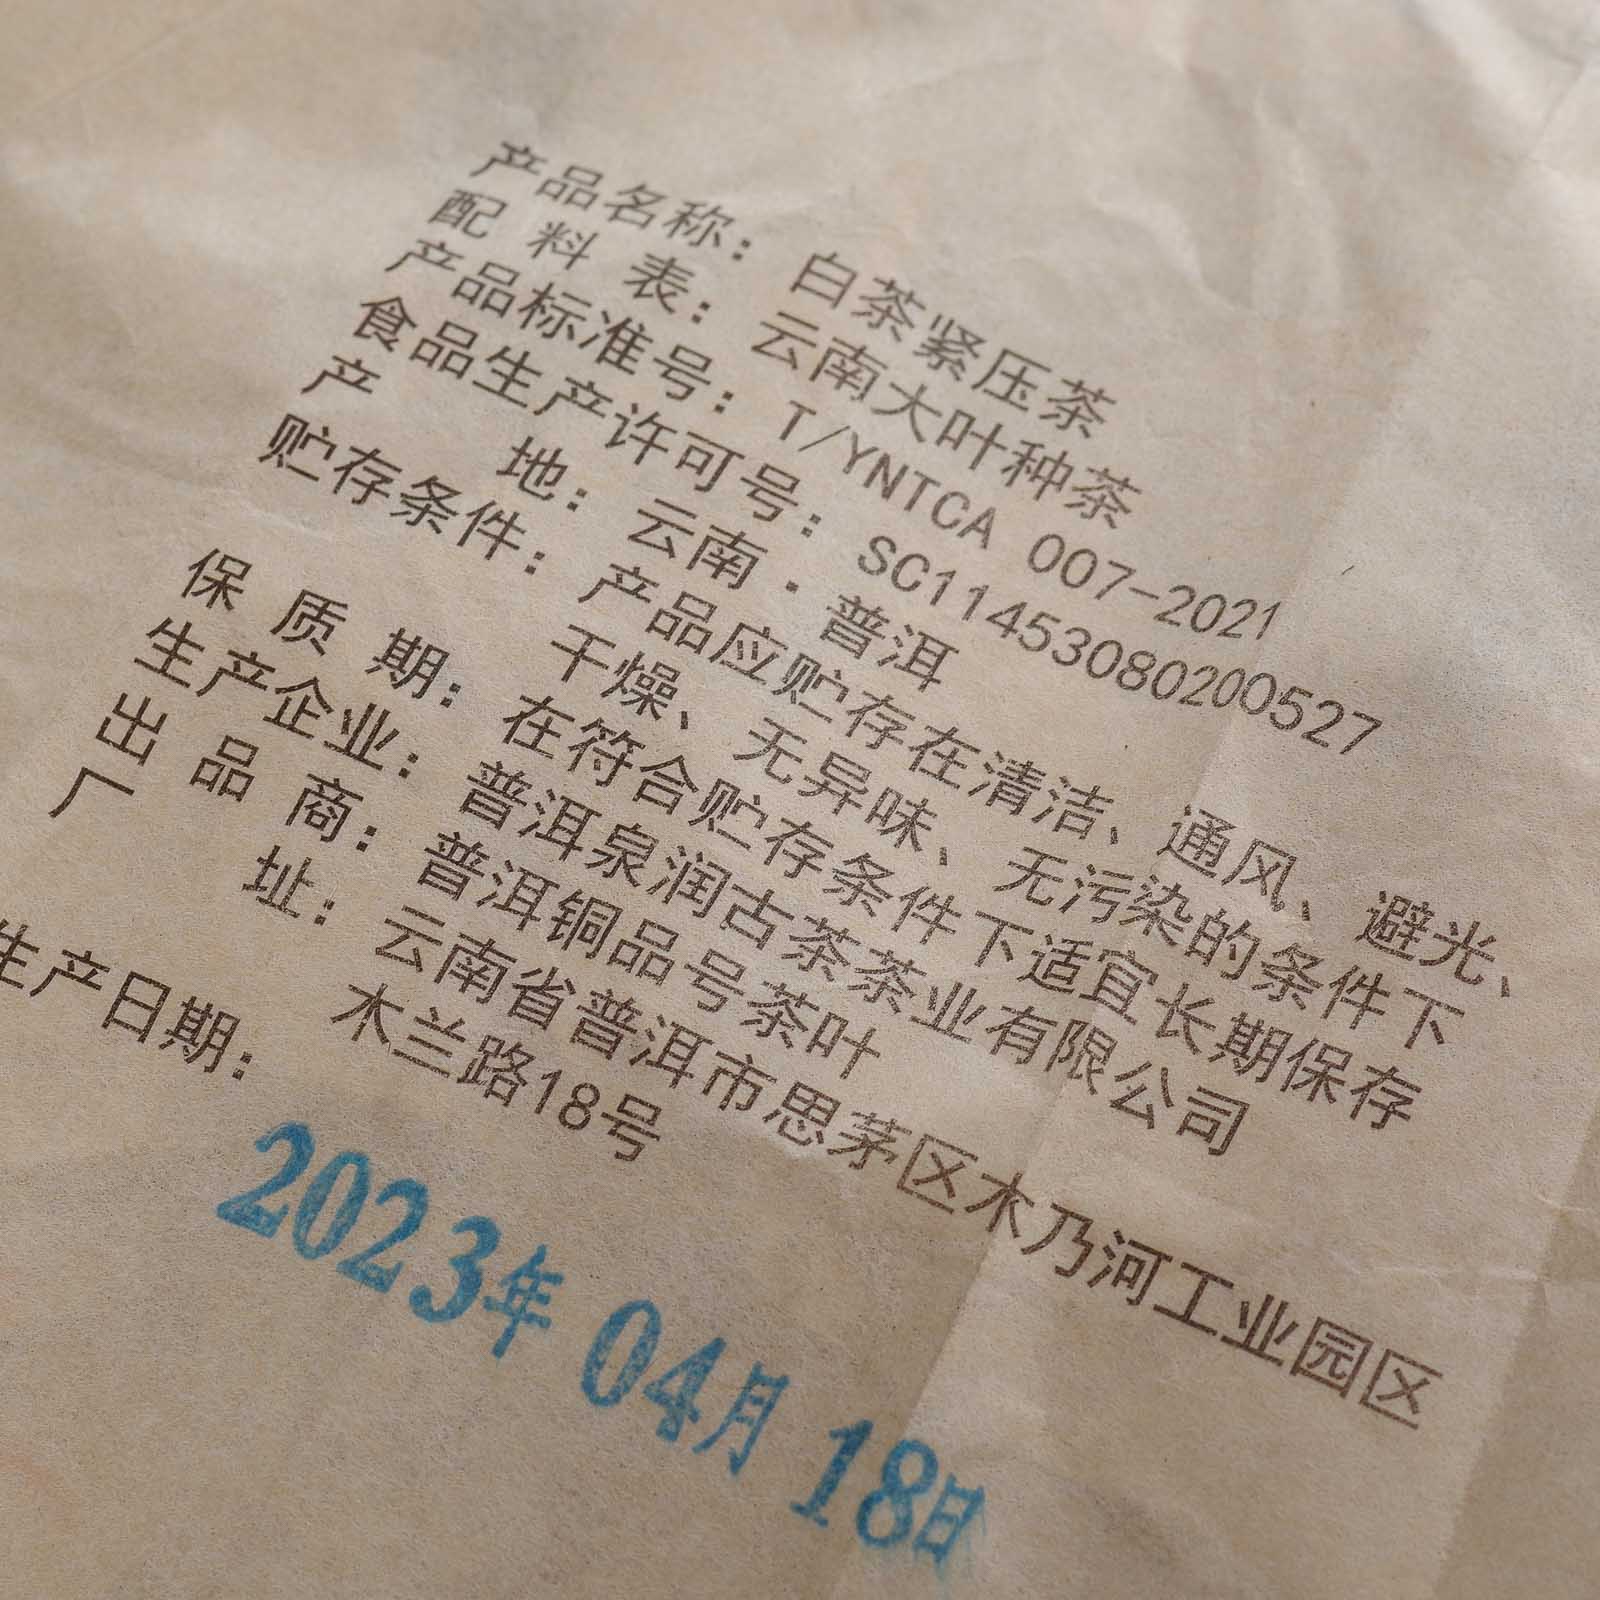 产品名称：白茶紧压茶
配料表：云南大叶种茶
产品标准号：T/YNTCA 007-2021
食品生产许可号：SC11453080200527
产地：云南·普洱
贮存条件：产品应贮存在清洁、通风、避光、
干燥、无异味、无污染的条件下
保质期：在符合贮存条件下适宜长期保存
生产企业：普洱泉润古茶茶业有限公司
出品商：普洱铜品号茶叶
厂址：云南省普洱市思茅区木乃河工业园区
木兰路18号
生产日期：
2023年04月18日